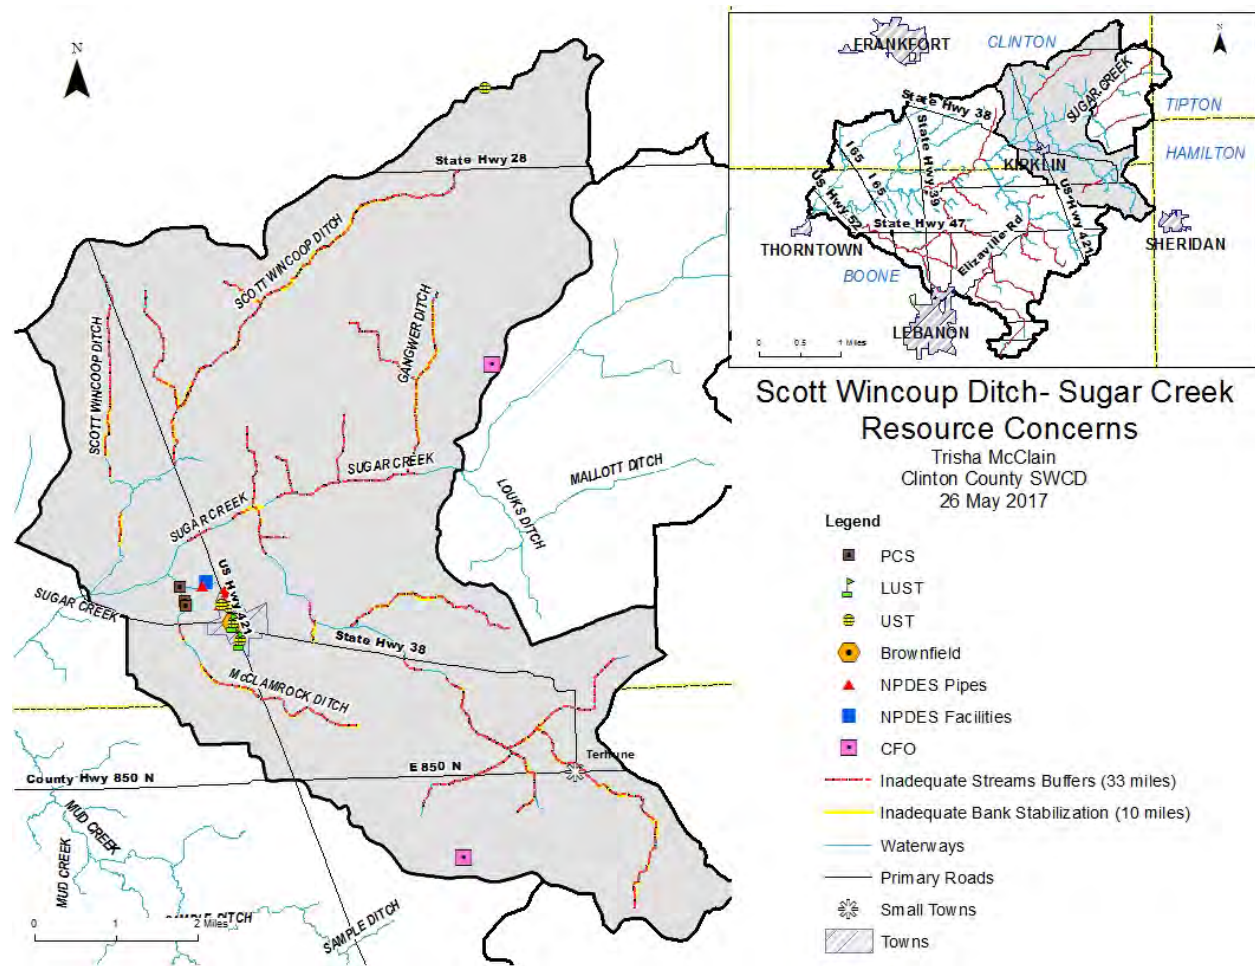 N
State Hwy 28
SCOTT WINCOOP DITCH
SCOTT WINCOOP DITCH
GANGWER DITCH
SUGAR CREEK
SUGAR CREEK
LOUKS DITCH
MALLOTT DITCH
US Hwy 421
SUGAR CREEK
State Hwy 38
McCLAMROCK DITCH
Terhune
County Hwy 850 N
E 850 N
MUD CREEK
MUD CREEK
SAMPLE DITCH
SAMPLE DITCH
0 1 2 Miles
N
FRANKFORT
CLINTON
SUGAR CREEK
State Hwy 38
TIPTON
HAMILTON
KIRKLIN
I 65
I 65
State Hwy 39
US Hwy 52
State Hwy 47
US Hwy 421
Elizaville Rd
THORNTOWN
SHERIDAN
BOONE
LEBANON
0 0.5 1 Miles
Scott Wincoup Ditch- Sugar Creek
Resource Concerns
Trisha McClain
Clinton County SWCD
26 May 2017
Legend
PCS
LUST
UST
Brownfield
NPDES Pipes
NPDES Facilities
CFO
Inadequate Streams Buffers (33 miles)
Inadequate Bank Stabilization (10 miles)
Waterways
Primary Roads
Small Towns
Towns